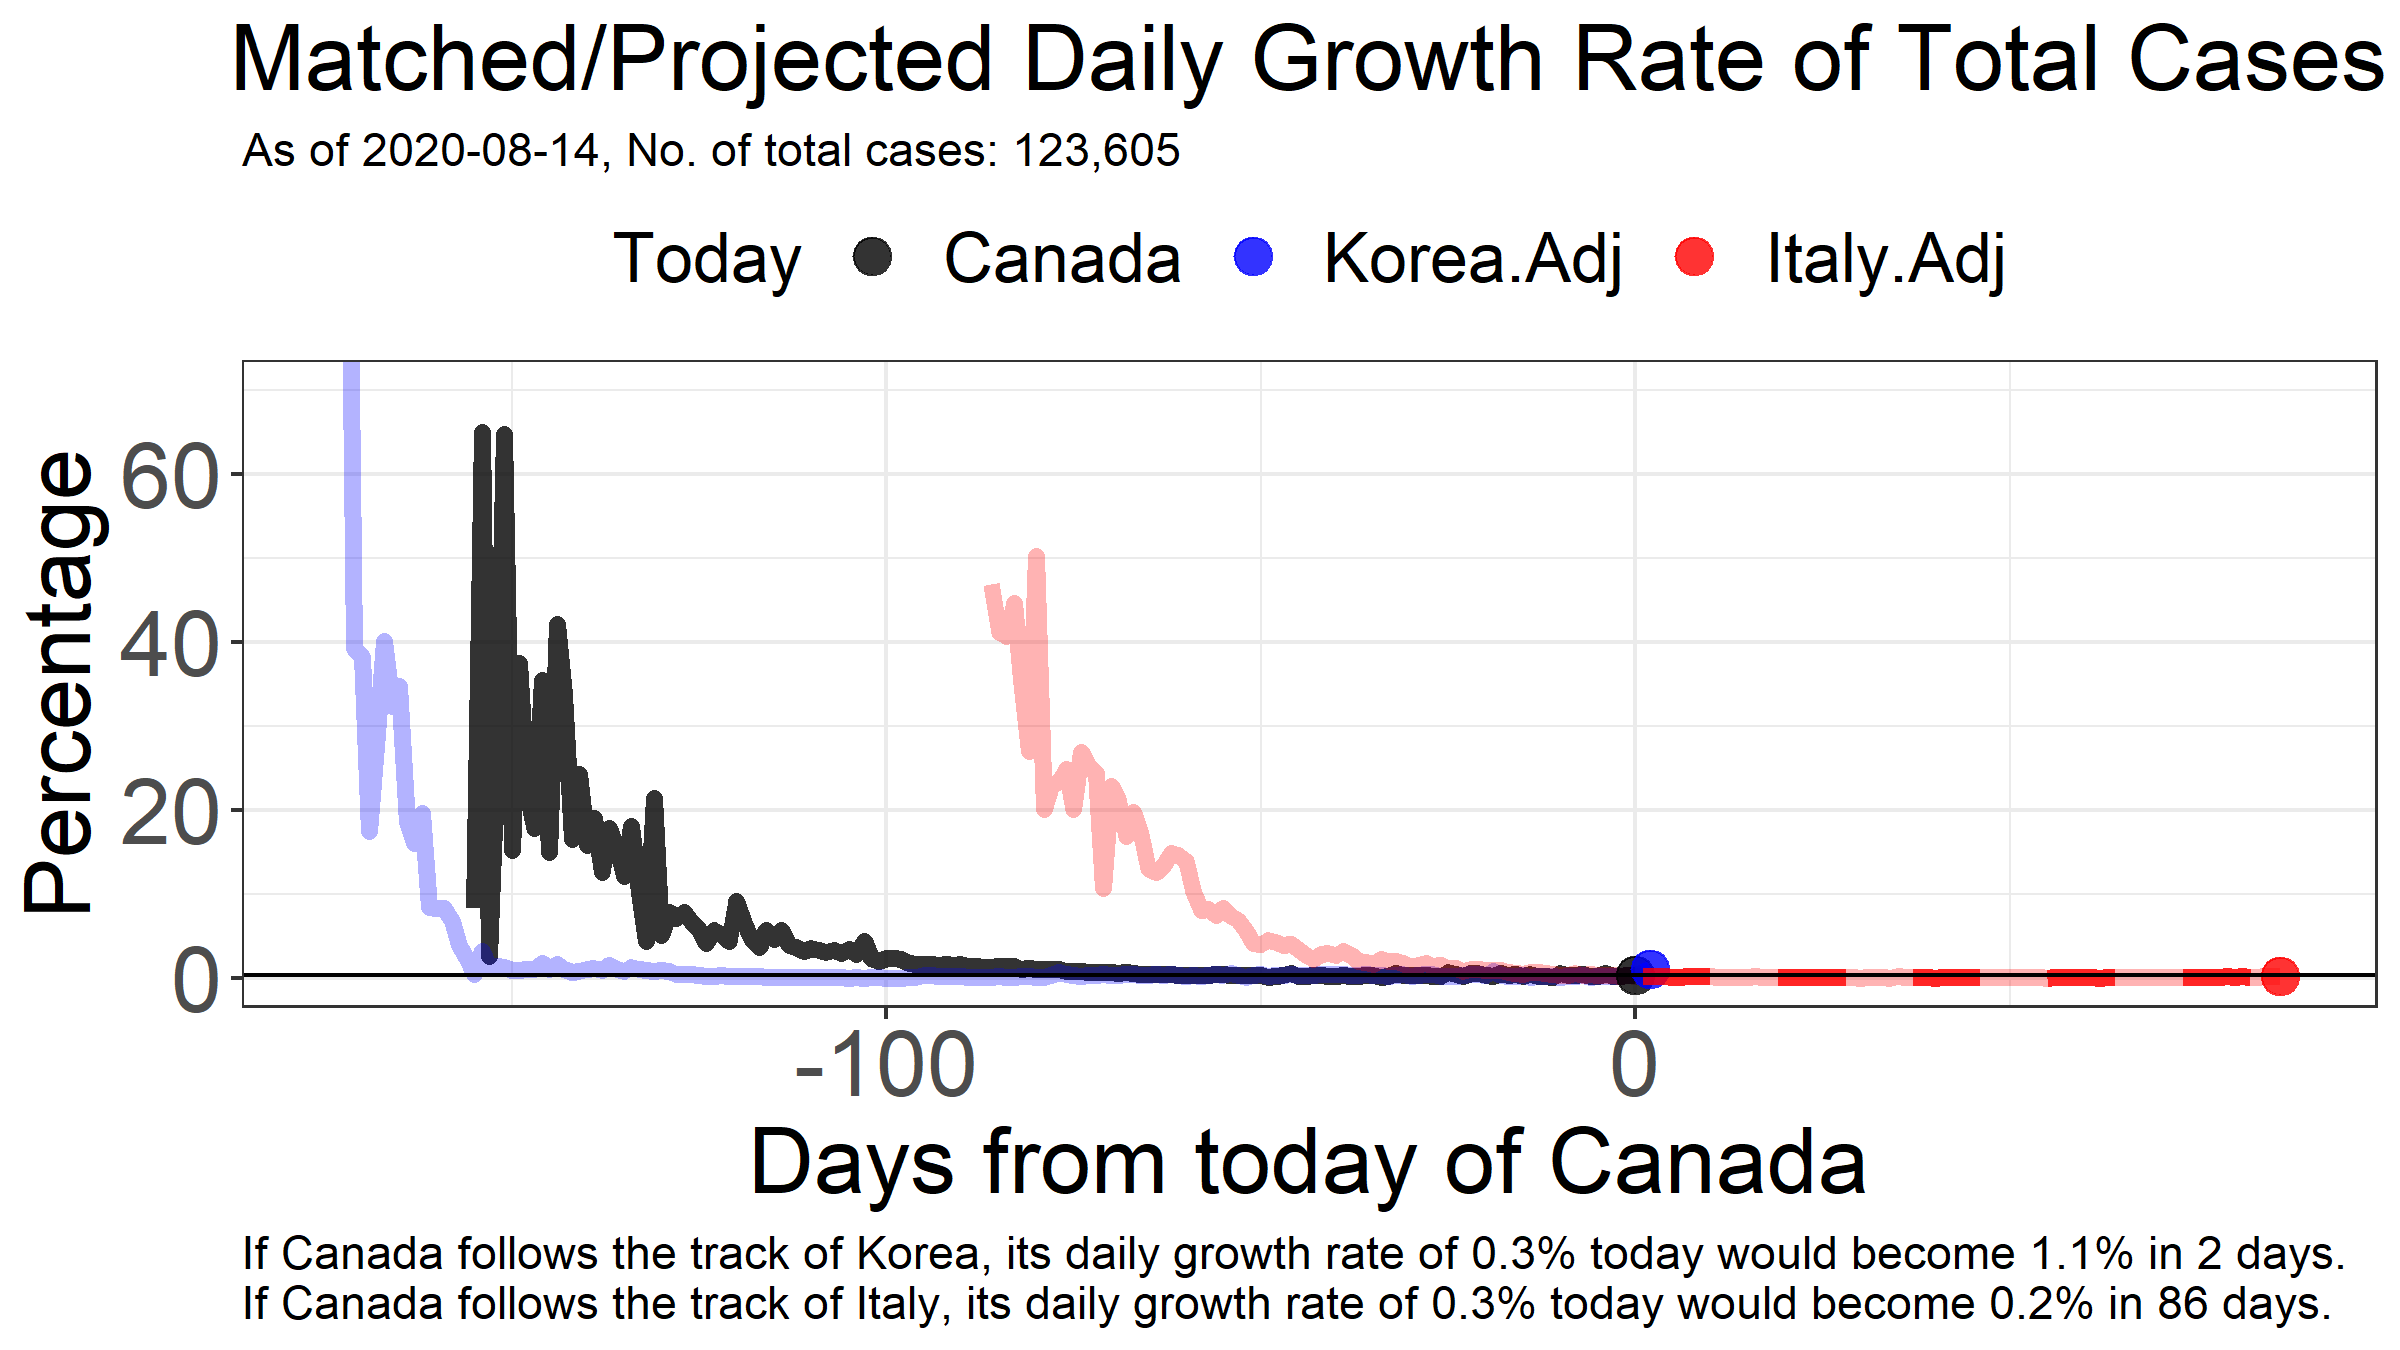 Matched/Projected Daily Growth Rate of Total Cases
As of 2020-08-14, No. of total cases: 123,605
Today Canada Korea.Adj Italy.Adj
Percentage
60
40
20
0
-100 0
Days from today of Canada
If Canada follows the track of Korea, its daily growth rate of 0.3% today would become 1.1% in 2 days.
If Canada follows the track of Italy, its daily growth rate of 0.3% today would become 0.2% in 86 days.